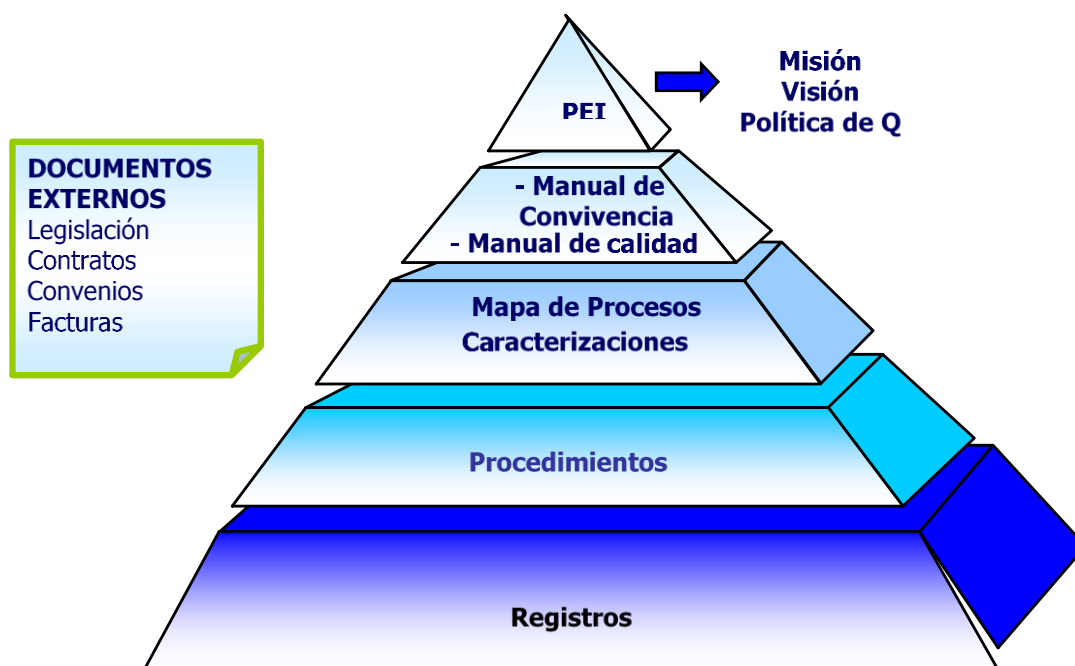 Misión
Visión
Política de Q
PEI
DOCUMENTOS
EXTERNOS
Legislación
Contratos
Convenios
Facturas
- Manual de
Convivencia
- Manual de calidad
Mapa de Procesos
Caracterizaciones
Procedimientos
Registros